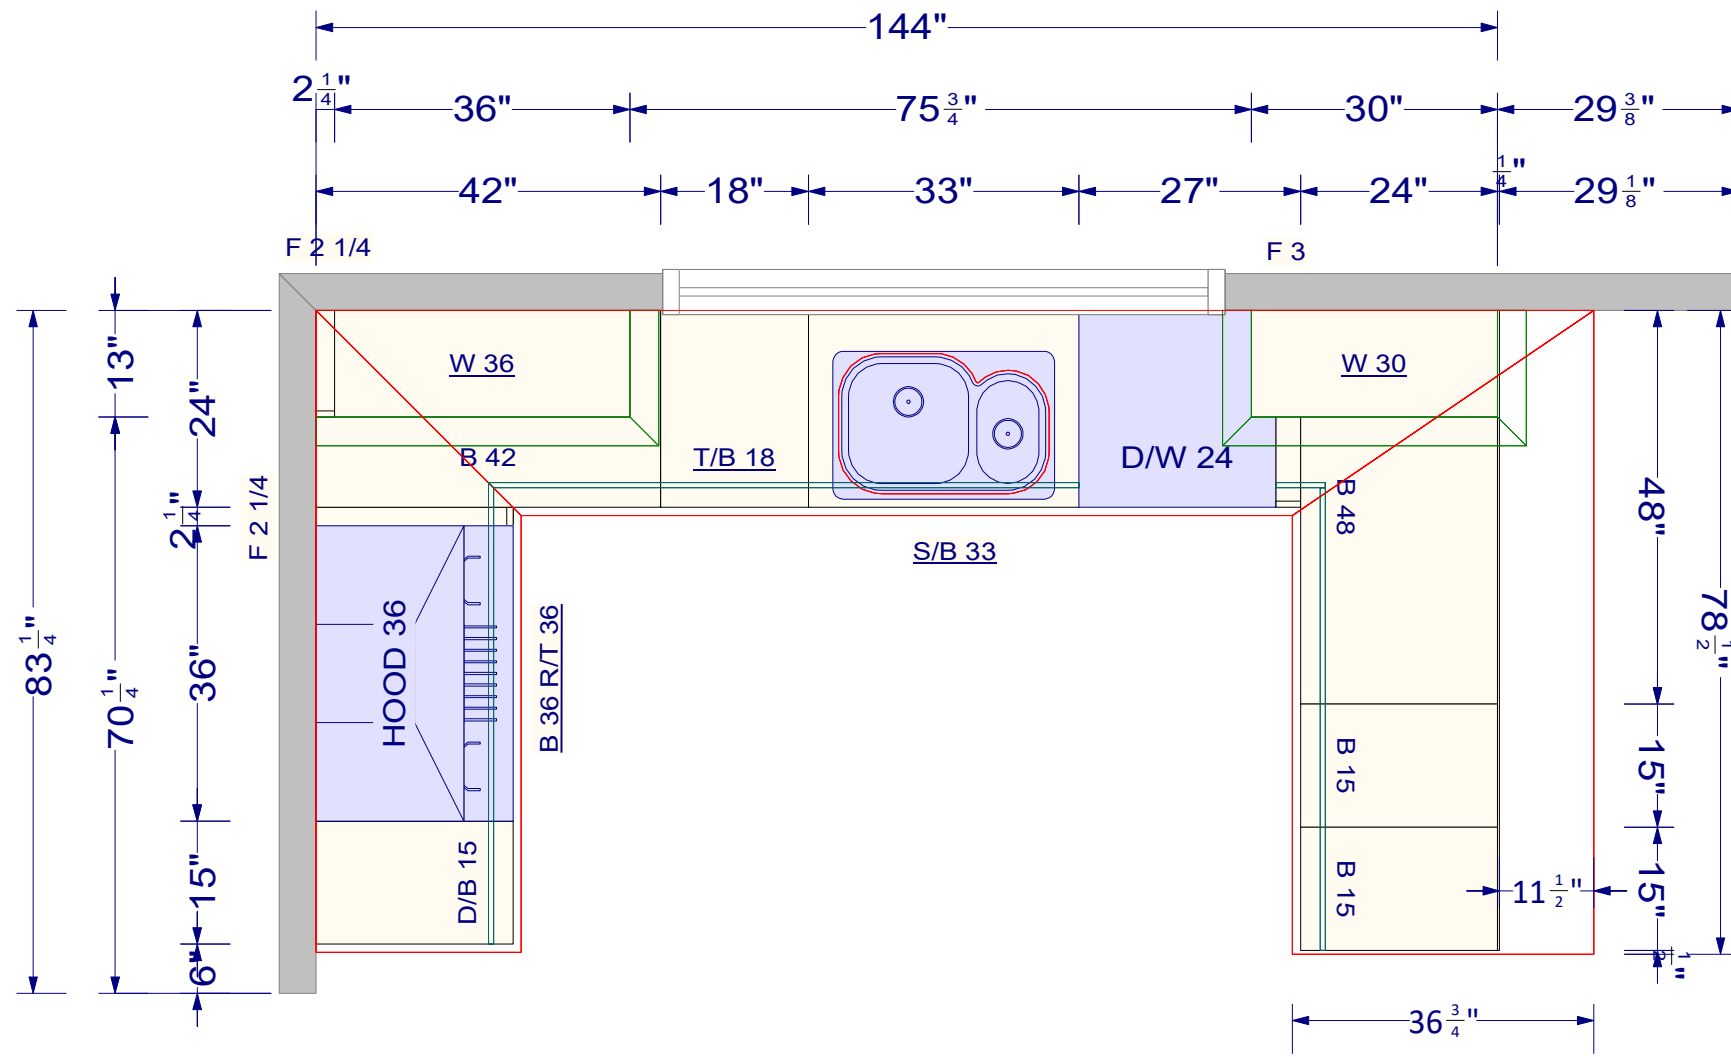 144"
2 1/4"
36"
75 3/4"
30"
29 3/8"
42"
18"
33"
27"
24"
1/4"
29 1/8"
F 2 1/4
F 3
13"
24"
W 36
W 30
B 42
T/B 18
D/W 24
B 48
48"
2 1/4"
F 2 1/4
S/B 33
83 1/4"
70 1/4"
36"
HOOD 36
B 36 R/T 36
78 1/2"
B 15
15"
15"
D/B 15
B 15
11 1/2"
15"
6"
1/2"
36 3/4"